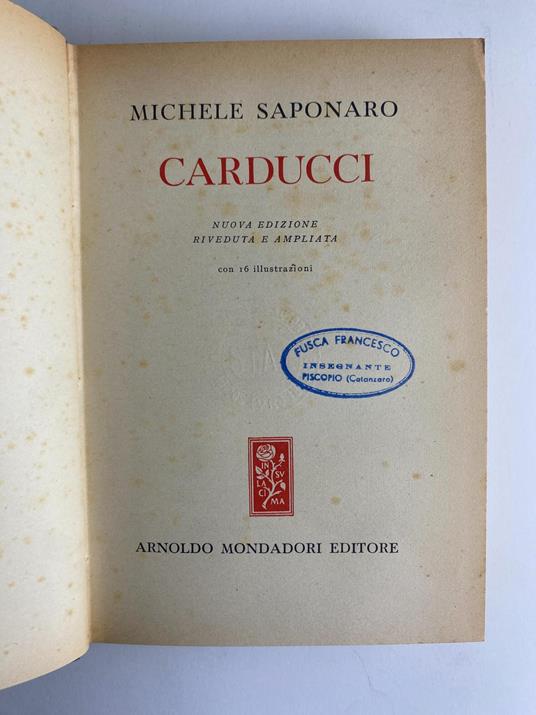 MICHELE SAPONARO
CARDUCCI
NUOVA EDIZIONE
RIVEDUTA E AMPLIATA
con 16 illustrazioni
FUSCA FRANCESCO
INSEGNANTE
PISCOPIO (Catanzaro)
IN SU
LA CI
MA
ARNOLDO MONDADORI EDITORE